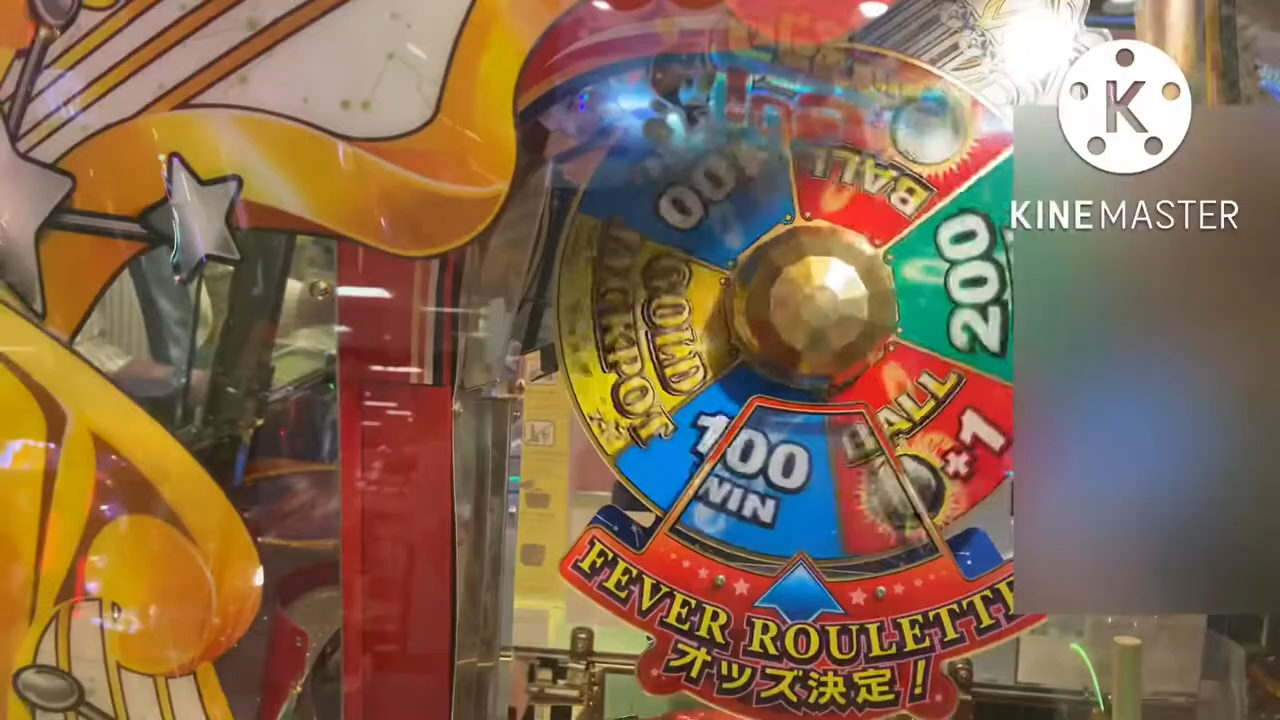 K
KINEMASTER
BALL
200
GOLD
JACKPOT
BALL
+1
100
WIN
FEVER ROULETTE
オッズ決定!